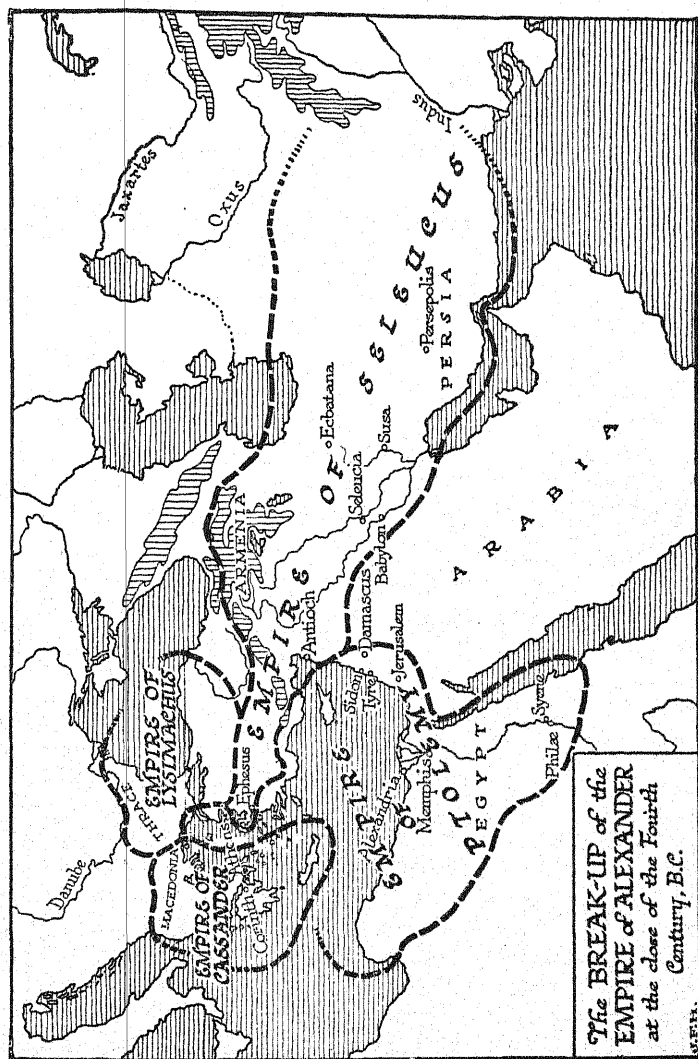 Jaxartes
Oxus
Indus
Danube
THRACE
EMPIRE OF
LYSIMACHUS
MACEDONIA
EMPIRE OF
CASSANDER
Athens
Corinth
Ephesus
ARMENIA
EMPIRE OF SELEUCUS
Antioch
Ecbatana
Seleucia
Susa
Persepolis
PERSIA
Babylon
Damascus
Sidon
Tyre
Jerusalem
EMPIRE
OF
PTOLEMY
Alexandria
Memphis
EGYPT
Syene
Philæ
ARABIA
The BREAK-UP of the
EMPIRE of ALEXANDER
at the close of the Fourth
Century, B.C.